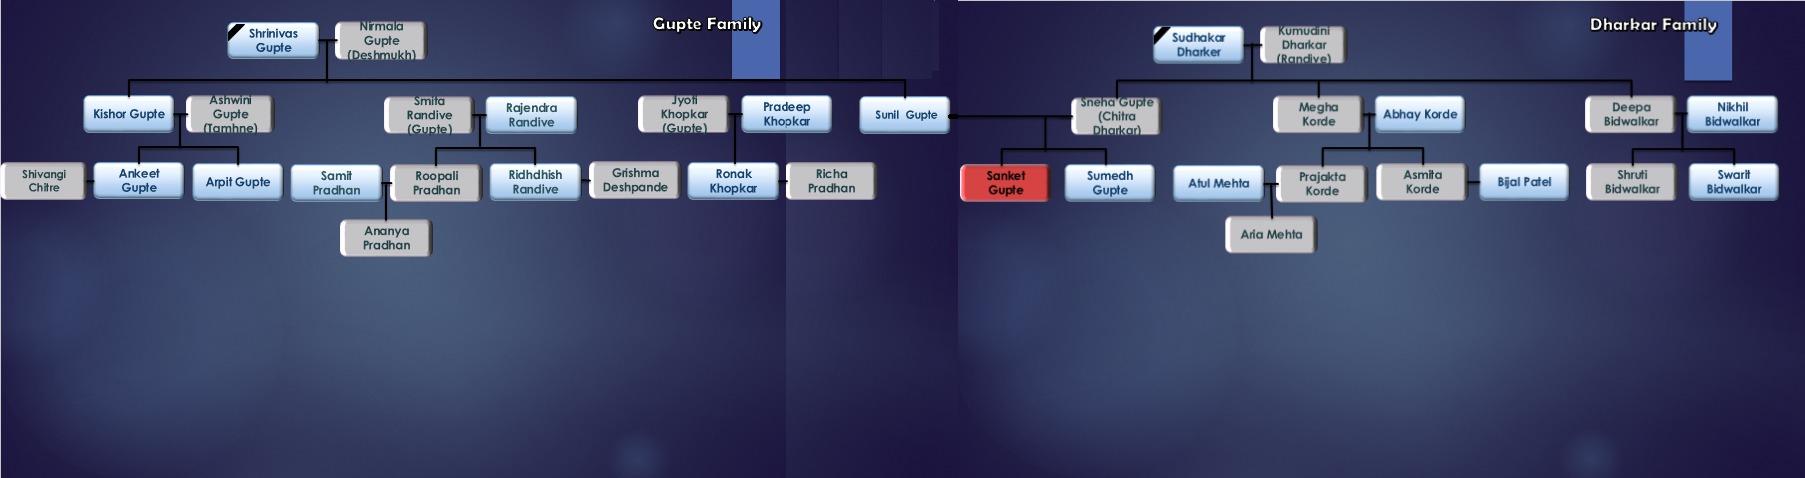 Gupte Family
Shrinivas
Gupte
Nirmala
Gupte
(Deshmukh)
Kishor Gupte
Ashwini
Gupte
(Tamhne)
Smita
Randive
(Gupte)
Rajendra
Randive
Jyoti
Khopkar
(Gupte)
Pradeep
Khopkar
Sunil Gupte
Shivangi
Chitre
Ankeet
Gupte
Arpit Gupte
Samit
Pradhan
Roopali
Pradhan
Ridhdhish
Randive
Grishma
Deshpande
Ronak
Khopkar
Richa
Pradhan
Ananya
Pradhan
Dharkar Family
Sudhakar
Dharker
Kumudini
Dharkar
(Randive)
Sneha Gupte
(Chitra
Dharkar)
Megha
Korde
Abhay Korde
Deepa
Bidwalkar
Nikhil
Bidwalkar
Sanket
Gupte
Sumedh
Gupte
Atul Mehta
Prajakta
Korde
Asmita
Korde
Bijal Patel
Shruti
Bidwalkar
Swarit
Bidwalkar
Aria Mehta